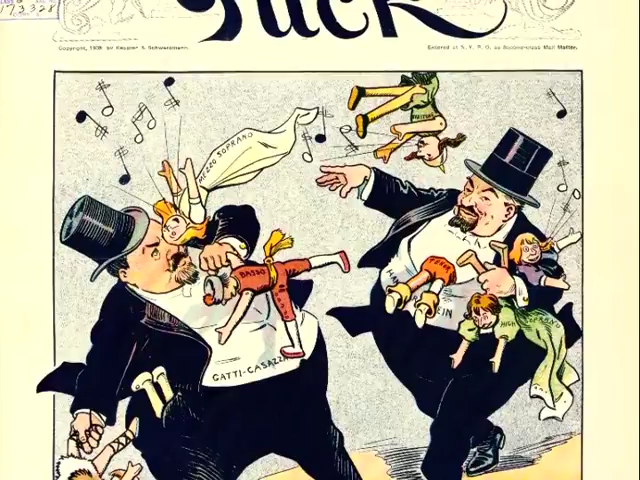 173328
Puck
Copyright, 1908 by Keppler & Schwarzmann.
Entered at N. Y. P. O. as Second-class Mail Matter.
MEZZO SOPRANO
BASSO
HIGH SOPRANO
GATTI-CASAZZA